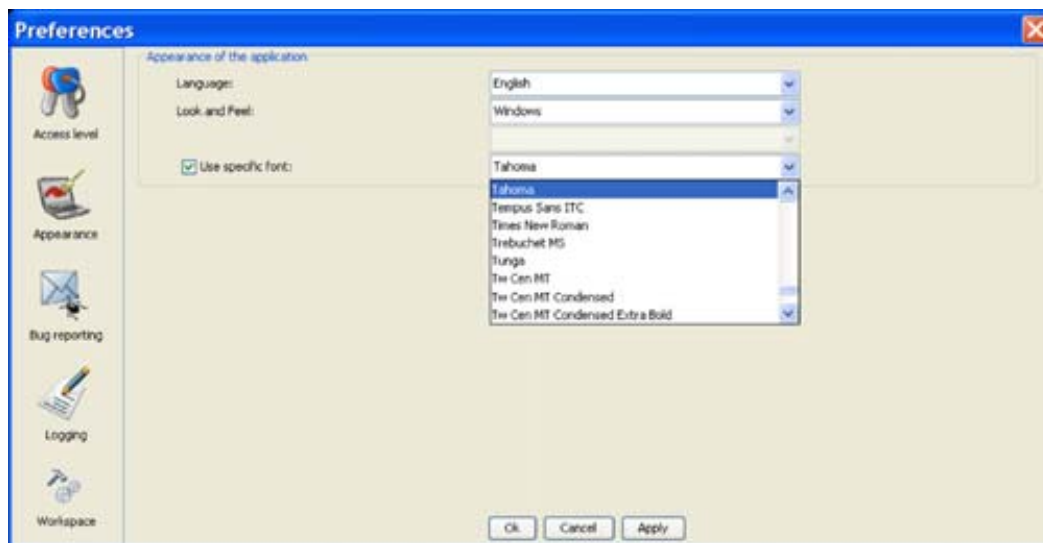 Preferences
Appearance of the application
Language: English
Look and Feel: Windows
Use specific font: Tahoma
Tahoma
Tempus Sans ITC
Times New Roman
Trebuchet MS
Tunga
Tw Cen MT
Tw Cen MT Condensed
Tw Cen MT Condensed Extra Bold
Access level
Appearance
Bug reporting
Logging
Workspace
Ok Cancel Apply